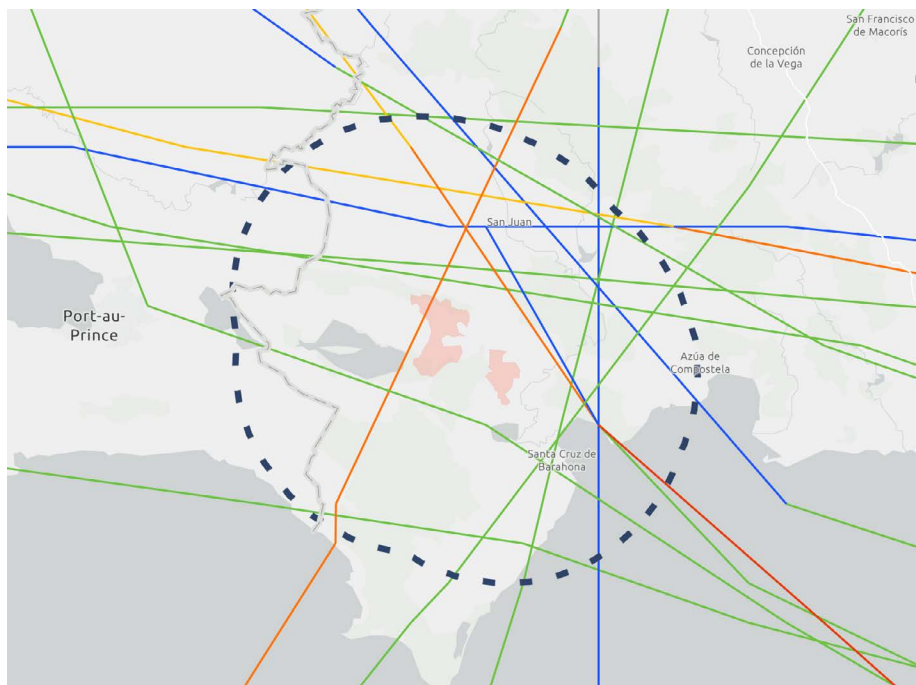 San Francisco
de Macorís
Concepción
de la Vega
San Juan
Port-au-
Prince
Azúa de
Compostela
Santa Cruz de
Barahona